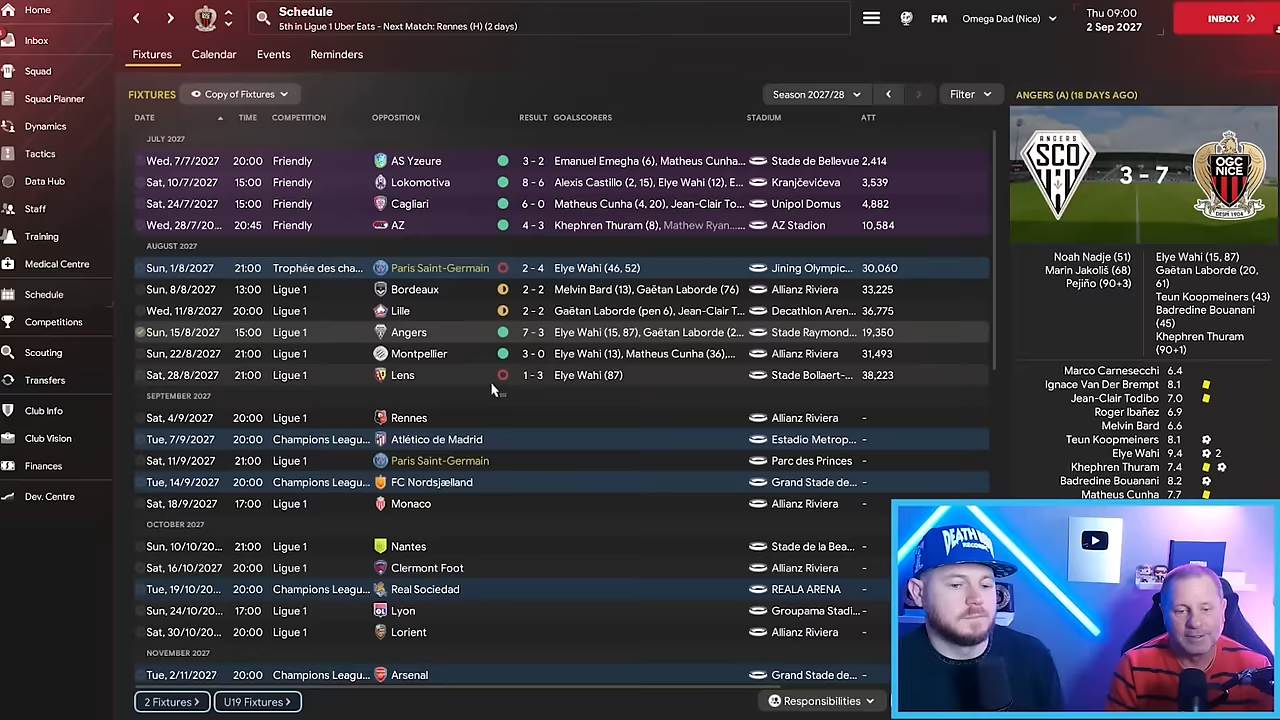 Home
Inbox
Squad
Squad Planner
Dynamics
Tactics
Data Hub
Staff
Training
Medical Centre
Schedule
Competitions
Scouting
Transfers
Club Info
Club Vision
Finances
Dev. Centre
Schedule
5th in Ligue 1 Uber Eats - Next Match: Rennes (H) (2 days)
FM
Omega Dad (Nice)
Thu 09:00
2 Sep 2027
INBOX
Fixtures Calendar Events Reminders
FIXTURES Copy of Fixtures Season 2027/28 Filter
DATE TIME COMPETITION OPPOSITION RESULT GOALSCORERS STADIUM ATT
JULY 2027
Wed, 7/7/2027 20:00 Friendly AS Yzeure 3 - 2 Emanuel Emegha (6), Matheus Cunha... Stade de Bellevue 2,414
Sat, 10/7/2027 15:00 Friendly Lokomotiva 8 - 6 Alexis Castillo (2, 15), Elye Wahi (12), E... Kranjčevićeva 3,539
Sat, 24/7/2027 15:00 Friendly Cagliari 6 - 0 Matheus Cunha (4, 20), Jean-Clair To... Unipol Domus 4,882
Wed, 28/7/20... 20:45 Friendly AZ 4 - 3 Khephren Thuram (8), Mathew Ryan...... AZ Stadion 10,584
AUGUST 2027
Sun, 1/8/2027 21:00 Trophée des cha... Paris Saint-Germain 2 - 4 Elye Wahi (46, 52) Jining Olympic... 30,060
Sun, 8/8/2027 13:00 Ligue 1 Bordeaux 2 - 2 Melvin Bard (13), Gaëtan Laborde (76) Allianz Riviera 33,225
Wed, 11/8/2027 20:00 Ligue 1 Lille 2 - 2 Gaëtan Laborde (pen 6), Jean-Clair T... Decathlon Aren... 36,775
Sun, 15/8/2027 15:00 Ligue 1 Angers 7 - 3 Elye Wahi (15, 87), Gaëtan Laborde (2... Stade Raymond... 19,350
Sun, 22/8/2027 21:00 Ligue 1 Montpellier 3 - 0 Elye Wahi (13), Matheus Cunha (36),... Allianz Riviera 31,493
Sat, 28/8/2027 21:00 Ligue 1 Lens 1 - 3 Elye Wahi (87) Stade Bollaert-... 38,223
SEPTEMBER 2027
Sat, 4/9/2027 20:00 Ligue 1 Rennes Allianz Riviera -
Tue, 7/9/2027 20:00 Champions Leagu... Atlético de Madrid Estadio Metrop... -
Sat, 11/9/2027 21:00 Ligue 1 Paris Saint-Germain Parc des Princes -
Tue, 14/9/2027 20:00 Champions Leagu... FC Nordsjælland Grand Stade de... -
Sat, 18/9/2027 17:00 Ligue 1 Monaco Allianz Riviera -
OCTOBER 2027
Sun, 10/10/20... 21:00 Ligue 1 Nantes Stade de la Bea... -
Sat, 16/10/2027 20:00 Ligue 1 Clermont Foot Allianz Riviera -
Tue, 19/10/20... 20:00 Champions Leagu... Real Sociedad REALA ARENA -
Sun, 24/10/20... 17:00 Ligue 1 Lyon Groupama Stadi... -
Sat, 30/10/20... 20:00 Ligue 1 Lorient Allianz Riviera -
NOVEMBER 2027
Tue, 2/11/2027 20:00 Champions Leagu... Arsenal Grand Stade de... -
2 Fixtures U19 Fixtures Responsibilities
ANGERS (A) (18 DAYS AGO)
ANGERS
SCO
3 - 7
OGC
NICE
DEPUIS 1904
Noah Nadje (51)
Marin Jakoliš (68)
Pejiño (90+3)
Elye Wahi (15, 87)
Gaëtan Laborde (20,
61)
Teun Koopmeiners (43)
Badredine Bouanani
(45)
Khephren Thuram
(90+1)
Marco Carnesecchi 6.4
Ignace Van Der Brempt 8.1
Jean-Clair Todibo 7.0
Roger Ibañez 6.9
Melvin Bard 6.6
Teun Koopmeiners 8.1
Elye Wahi 9.4 2
Khephren Thuram 7.4
Badredine Bouanani 8.2
Matheus Cunha 7.7
DEATH ROW
RECORDS